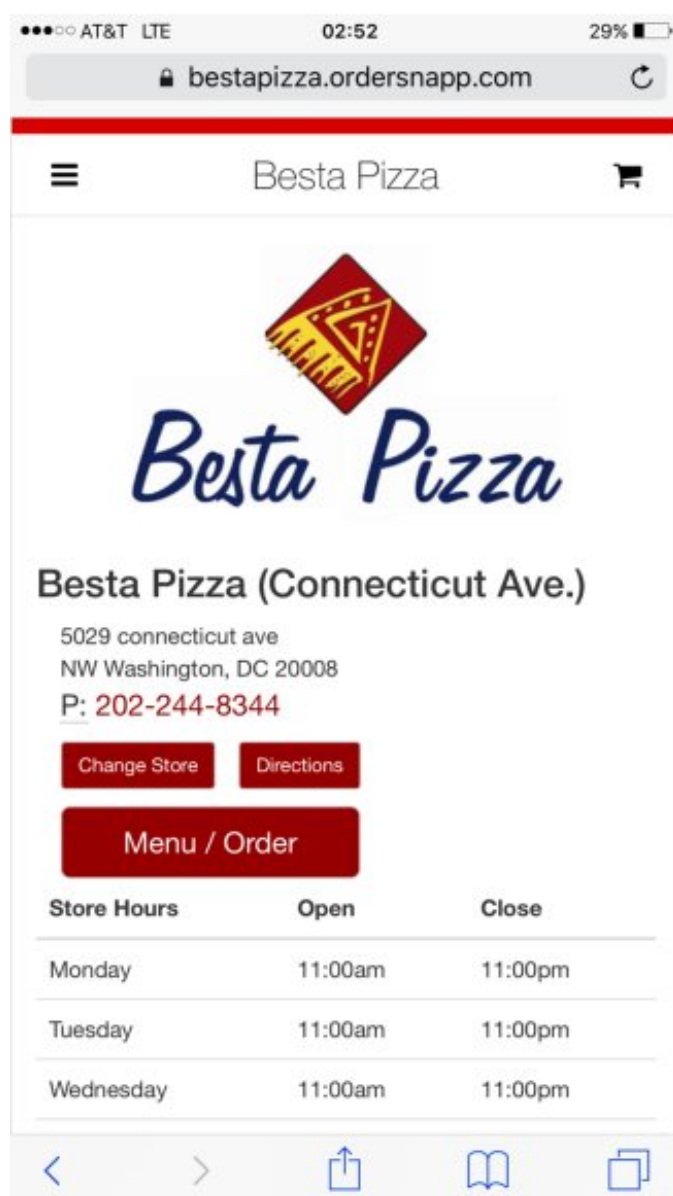 AT&T LTE 02:52 29%
bestapizza.ordersnapp.com
Besta Pizza
Besta Pizza
Besta Pizza (Connecticut Ave.)
5029 connecticut ave
NW Washington, DC 20008
P: 202-244-8344
Change Store Directions
Menu / Order
Store Hours Open Close
Monday 11:00am 11:00pm
Tuesday 11:00am 11:00pm
Wednesday 11:00am 11:00pm